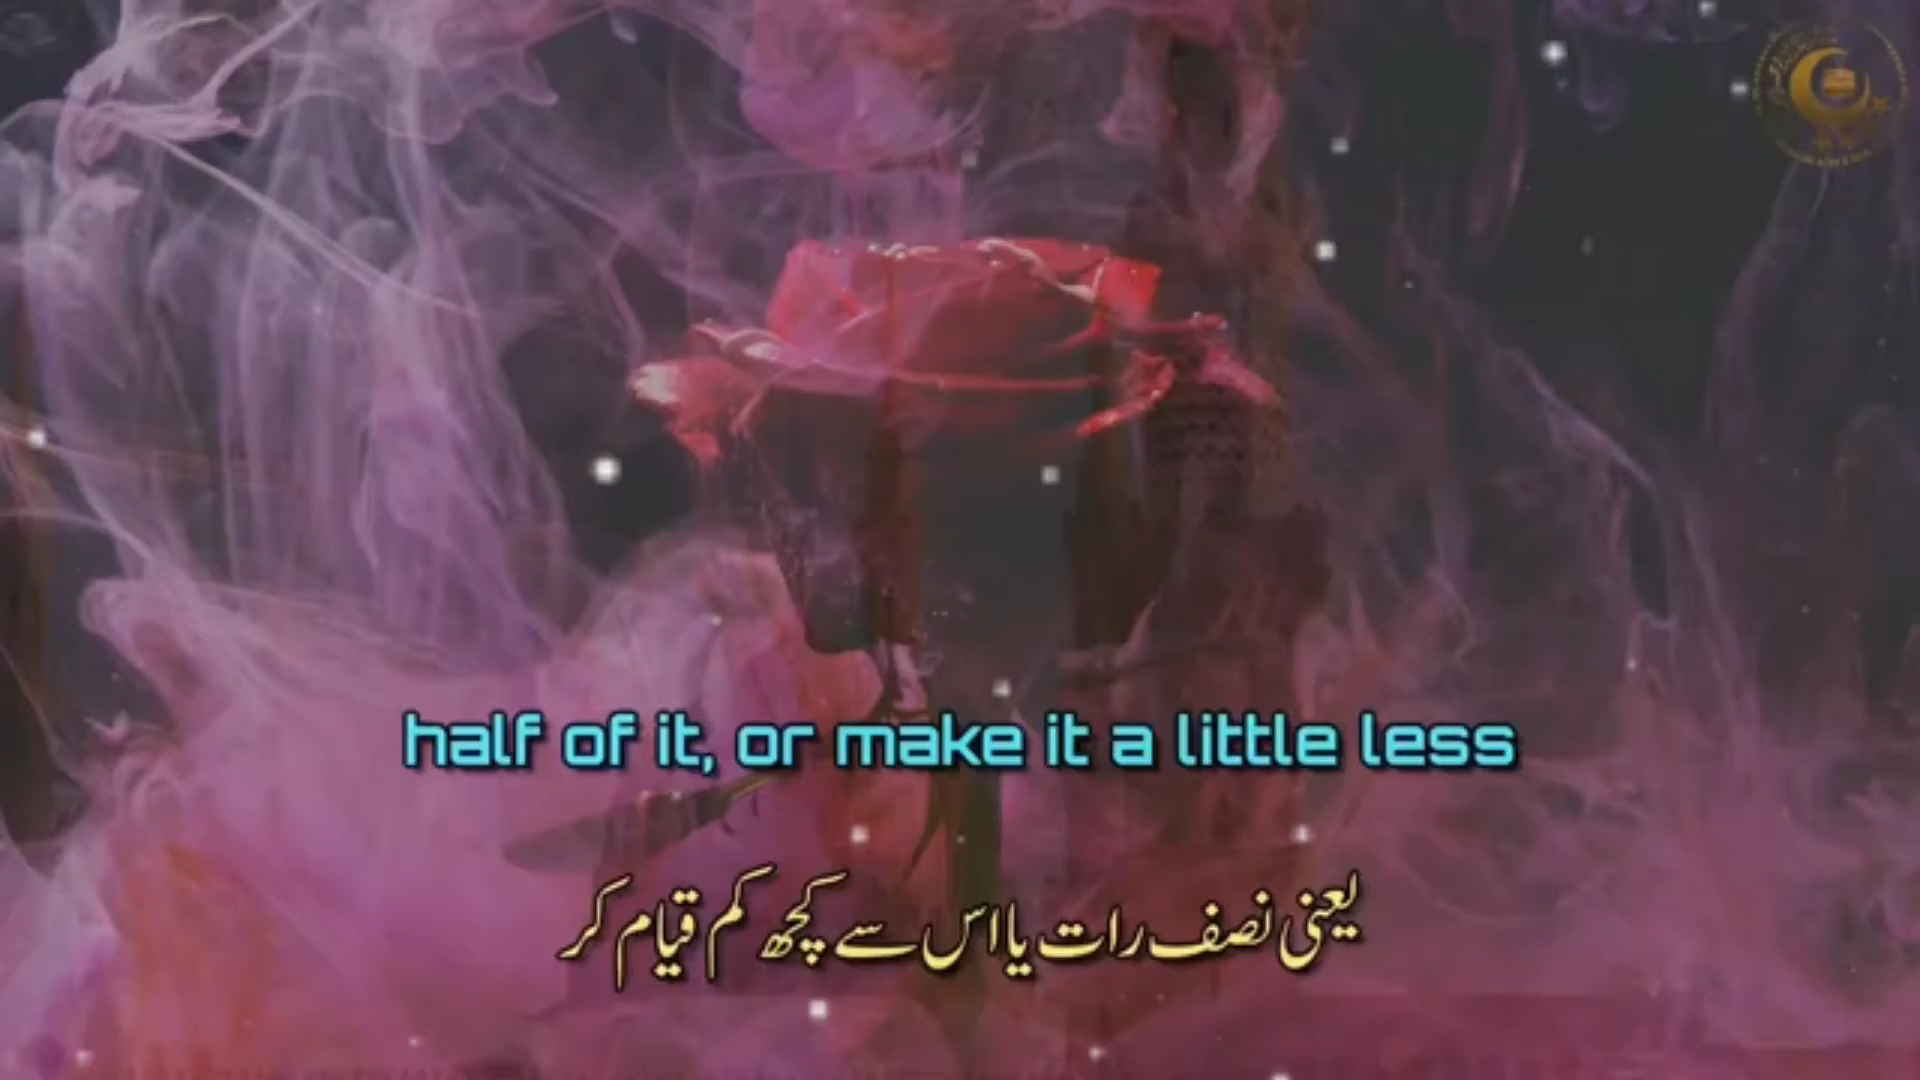 half of it, or make it a little less
یعنی نصف رات یا اس سے کچھ کم قیام کر